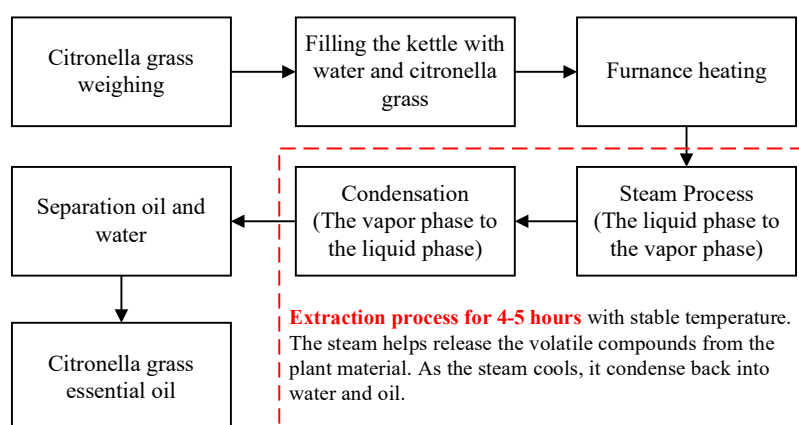 Citronella grass
weighing
Filling the kettle with
water and citronella
grass
Furnance heating
Steam Process
(The liquid phase to
the vapor phase)
Condensation
(The vapor phase to
the liquid phase)
Separation oil and
water
Citronella grass
essential oil
Extraction process for 4-5 hours with stable temperature.
The steam helps release the volatile compounds from the
plant material. As the steam cools, it condense back into
water and oil.